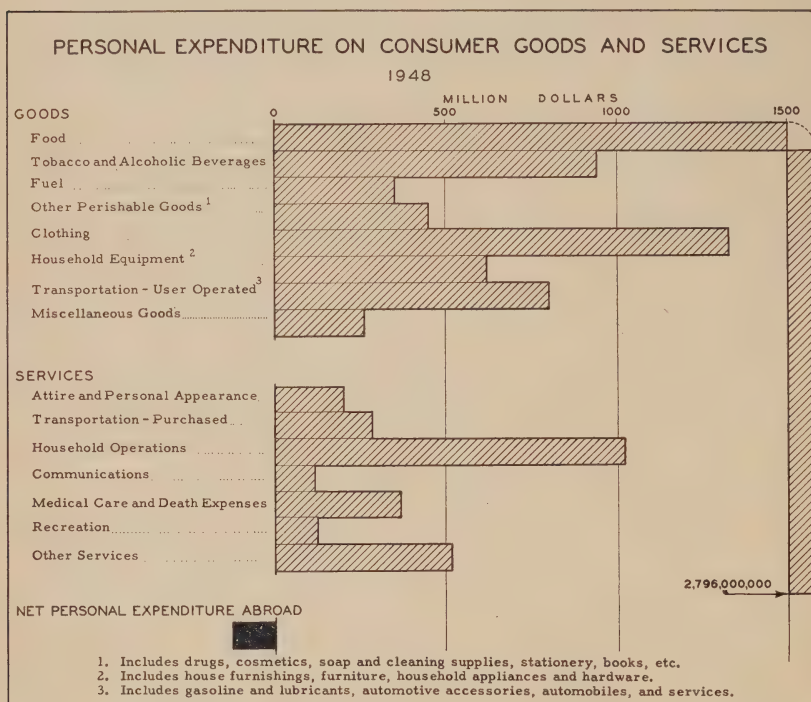 PERSONAL EXPENDITURE ON CONSUMER GOODS AND SERVICES
1948
MILLION DOLLARS
0 500 1000 1500
GOODS
Food
Tobacco and Alcoholic Beverages
Fuel
Other Perishable Goods 1
Clothing
Household Equipment 2
Transportation - User Operated 3
Miscellaneous Goods
SERVICES
Attire and Personal Appearance
Transportation - Purchased
Household Operations
Communications
Medical Care and Death Expenses
Recreation
Other Services
2,796,000,000
NET PERSONAL EXPENDITURE ABROAD
1. Includes drugs, cosmetics, soap and cleaning supplies, stationery, books, etc.
2. Includes house furnishings, furniture, household appliances and hardware.
3. Includes gasoline and lubricants, automotive accessories, automobiles, and services.